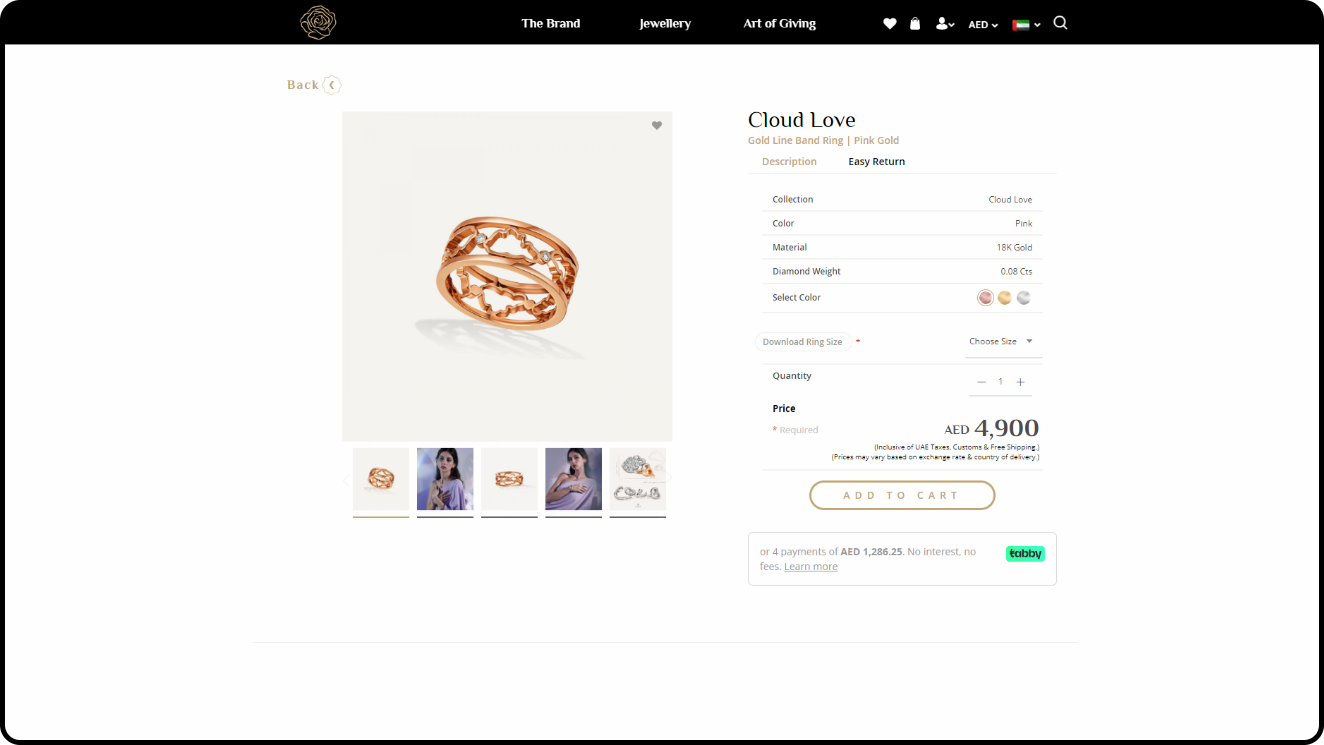 The Brand
Jewellery
Art of Giving
AED
Back
Cloud Love
Gold Line Band Ring | Pink Gold
Description
Easy Return
Collection Cloud Love
Color Pink
Material 18K Gold
Diamond Weight 0.08 Cts
Select Color
Download Ring Size * Choose Size
Quantity
− 1 +
Price
* Required AED 4,900
(Inclusive of UAE Taxes, Customs & Free Shipping.)
(Prices may vary based on exchange rate & country of delivery.)
ADD TO CART
or 4 payments of AED 1,286.25. No interest, no
fees. Learn more
tabby